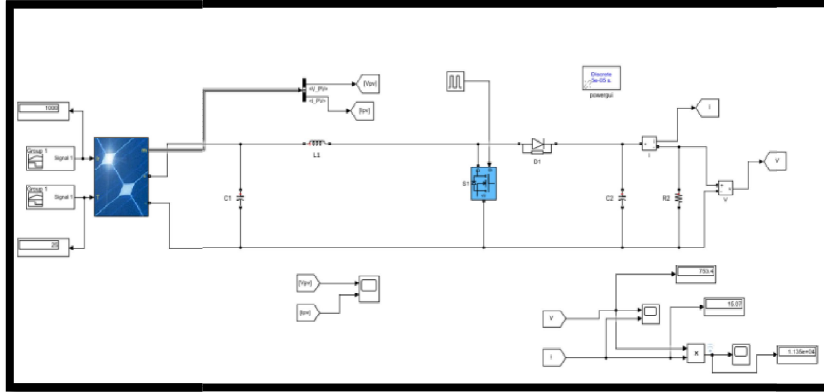 1000
Group 1
Signal 1
Group 1
Signal 1
25
<V_PV>
<I_PV>
[Vpv]
[Ipv]
L1
C1
S1
D1
Discrete
5e-05 s.
powergui
C2
R2
I
I
V
V
[Vpv]
[Ipv]
V
I
753.4
15.07
×
1.135e+04